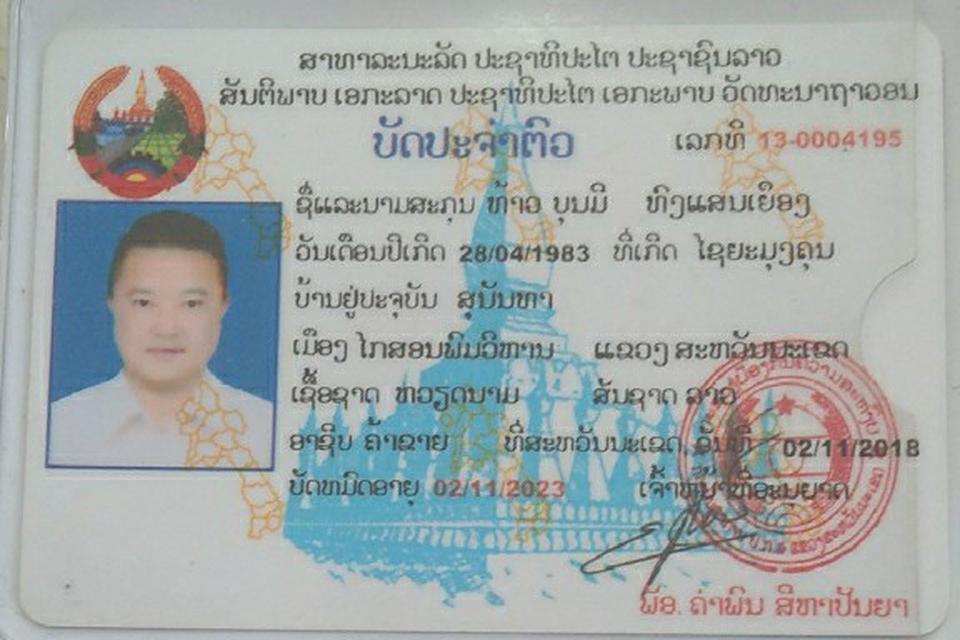 ສາທາລະນະລັດ ປະຊາທິປະໄຕ ປະຊາຊົນລາວ
ສັນຕິພາບ ເອກະລາດ ປະຊາທິປະໄຕ ເອກະພາບ ວັດທະນາຖາວອນ
ບັດປະຈຳຕົວ ເລກທີ 13-0004195
ຊື່ແລະນາມສະກຸນ ທ້າວ ບຸນມີ ທົງແສນເຍືອງ
ວັນເດືອນປີເກີດ 28/04/1983 ທີ່ເກີດ ໄຊຍະມຸງຄຸນ
ບ້ານຢູ່ປະຈຸບັນ ສຸນັນທາ
ເມືອງ ໄກສອນພົມວິຫານ ແຂວງ ສະຫວັນນະເຂດ
ເຊື້ອຊາດ ຫວຽດນາມ ສັນຊາດ ລາວ
ອາຊີບ ຄ້າຂາຍ ທີ່ສະຫວັນນະເຂດ, ວັນທີ 02/11/2018
ບັດຫມົດອາຍຸ 02/11/2023 ເຈົ້າຫນ້າທີ່ອະນຸຍາດ
ພັອ. ຄຳພົນ ສີຫາປັນຍາ